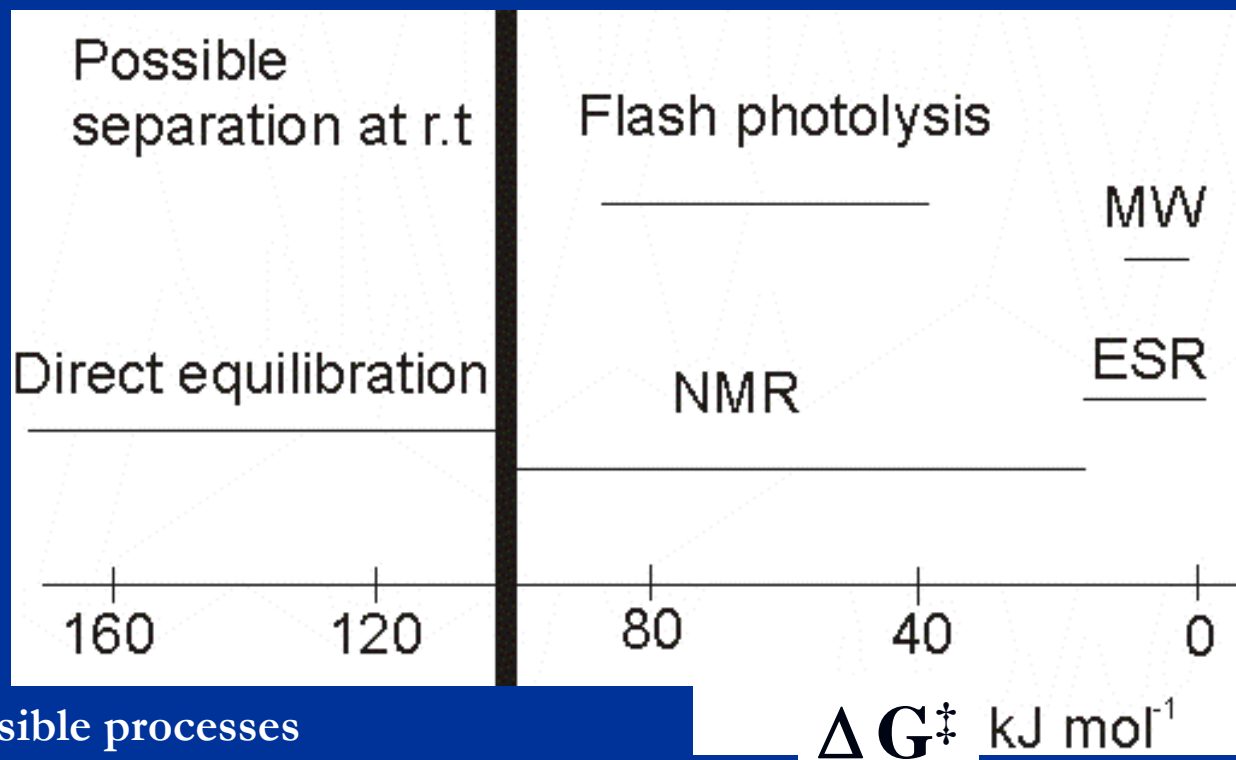 Possible
separation at r.t
Flash photolysis
MW
Direct equilibration
NMR
ESR
160 120 80 40 0
sible processes
Δ G‡ kJ mol⁻¹